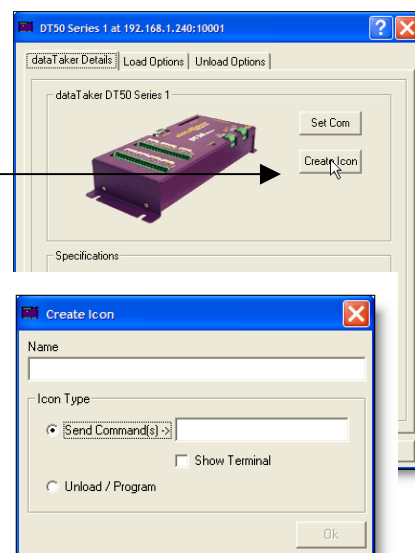 DT50 Series 1 at 192.168.1.240:10001
dataTaker Details Load Options Unload Options
dataTaker DT50 Series 1
Set Com
Create Icon
Specifications
Create Icon
Name
Icon Type
Send Command(s) ->
Show Terminal
Unload / Program
Ok